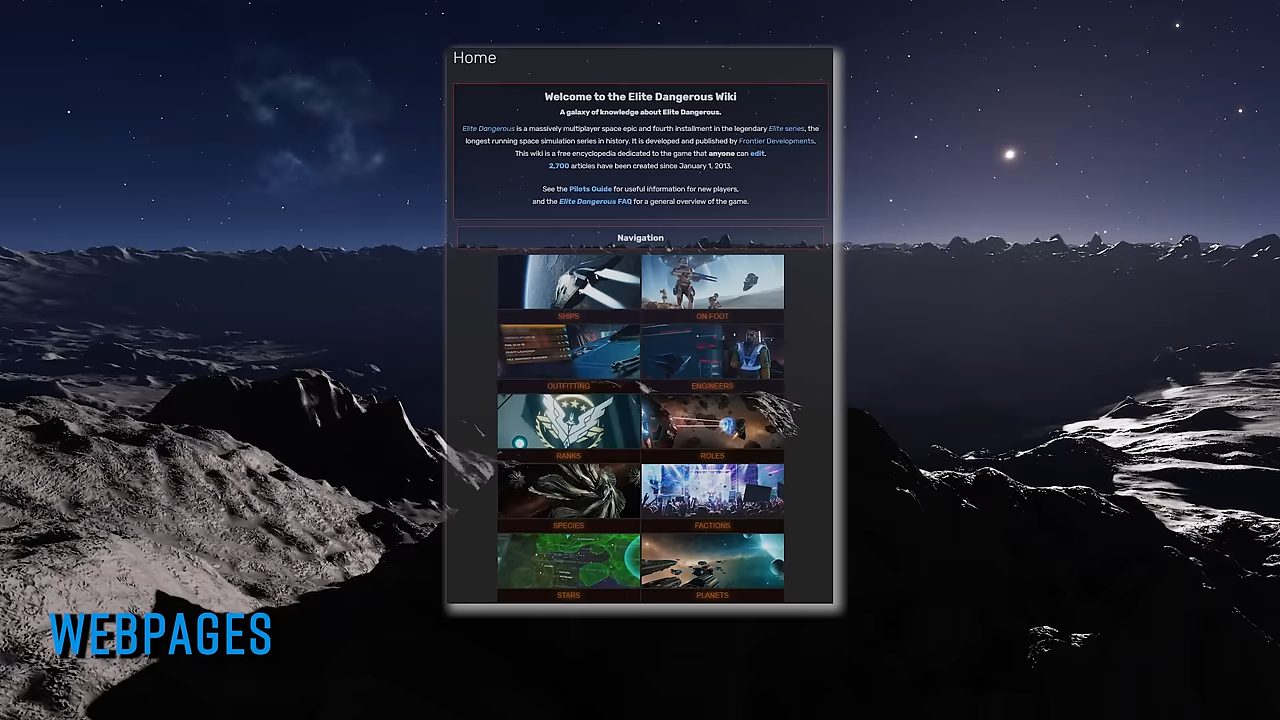 Home
Welcome to the Elite Dangerous Wiki
A galaxy of knowledge about Elite Dangerous.
Elite Dangerous is a massively multiplayer space epic and fourth installment in the legendary Elite series, the
longest running space simulation series in history. It is developed and published by Frontier Developments.
This wiki is a free encyclopedia dedicated to the game that anyone can edit.
2,700 articles have been created since January 1, 2013.
See the Pilots Guide for useful information for new players,
and the Elite Dangerous FAQ for a general overview of the game.
Navigation
SHIPS
ON FOOT
OUTFITTING
ENGINEERS
RANKS
ROLES
SPECIES
FACTIONS
STARS
PLANETS
WEBPAGES